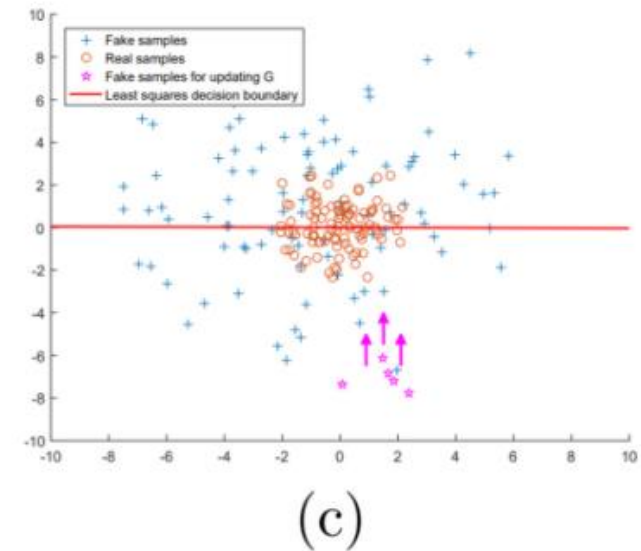 10
8
6
4
2
0
-2
-4
-6
-8
-10
-10 -8 -6 -4 -2 0 2 4 6 8 10
Fake samples
Real samples
Fake samples for updating G
Least squares decision boundary
(c)